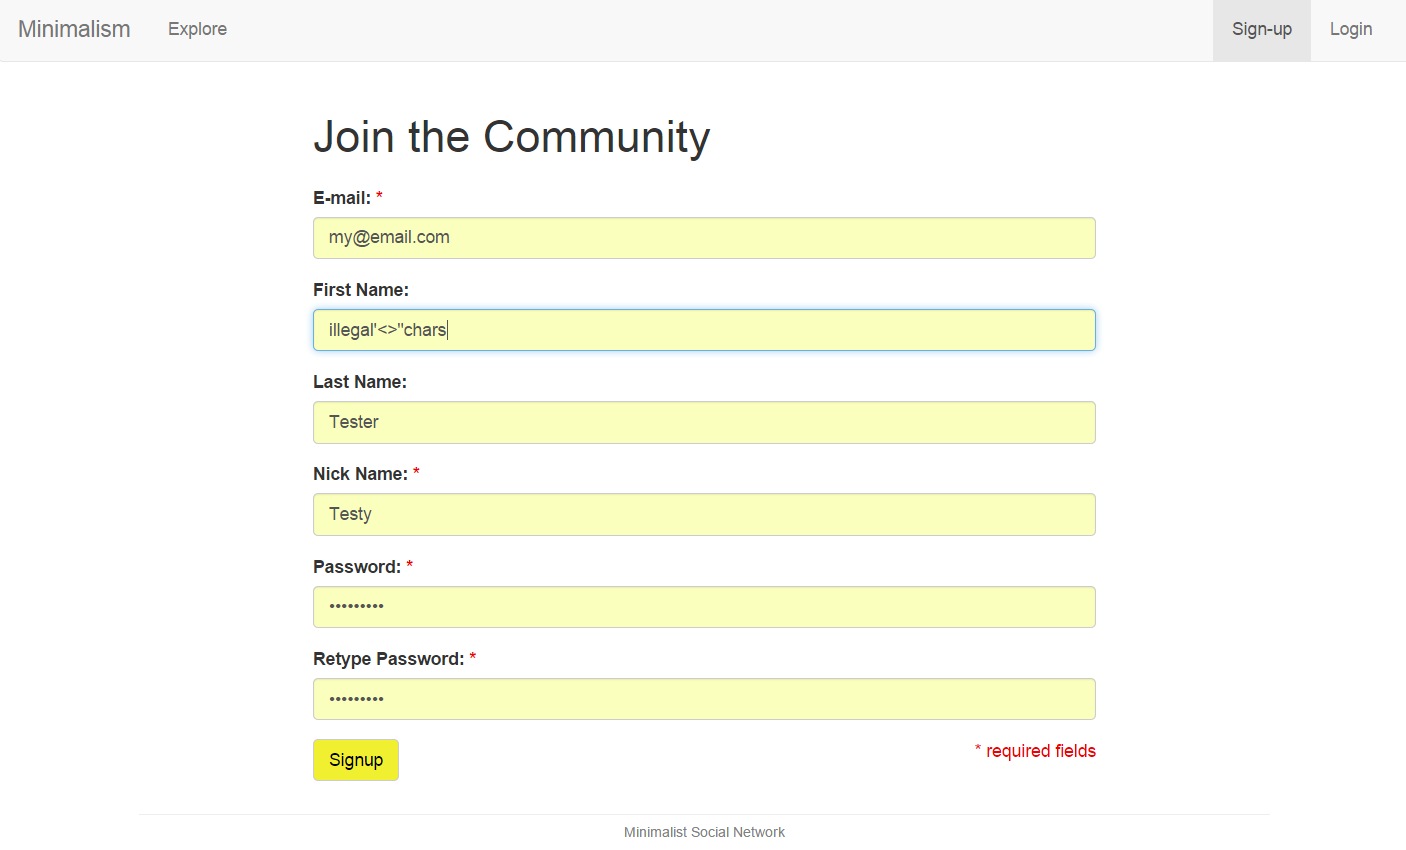 Minimalism Explore Sign-up Login
Join the Community
E-mail: *
my@email.com
First Name:
illegal'<>"chars
Last Name:
Tester
Nick Name: *
Testy
Password: *
•••••••••
Retype Password: *
•••••••••
Signup * required fields
Minimalist Social Network